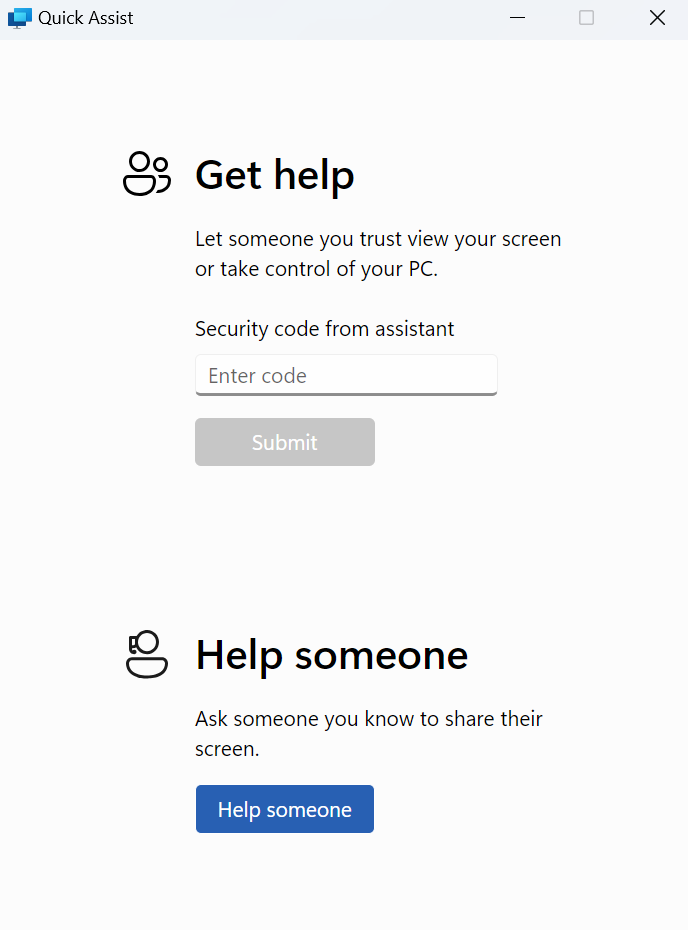 Quick Assist
Get help
Let someone you trust view your screen
or take control of your PC.
Security code from assistant
Enter code
Submit
Help someone
Ask someone you know to share their
screen.
Help someone